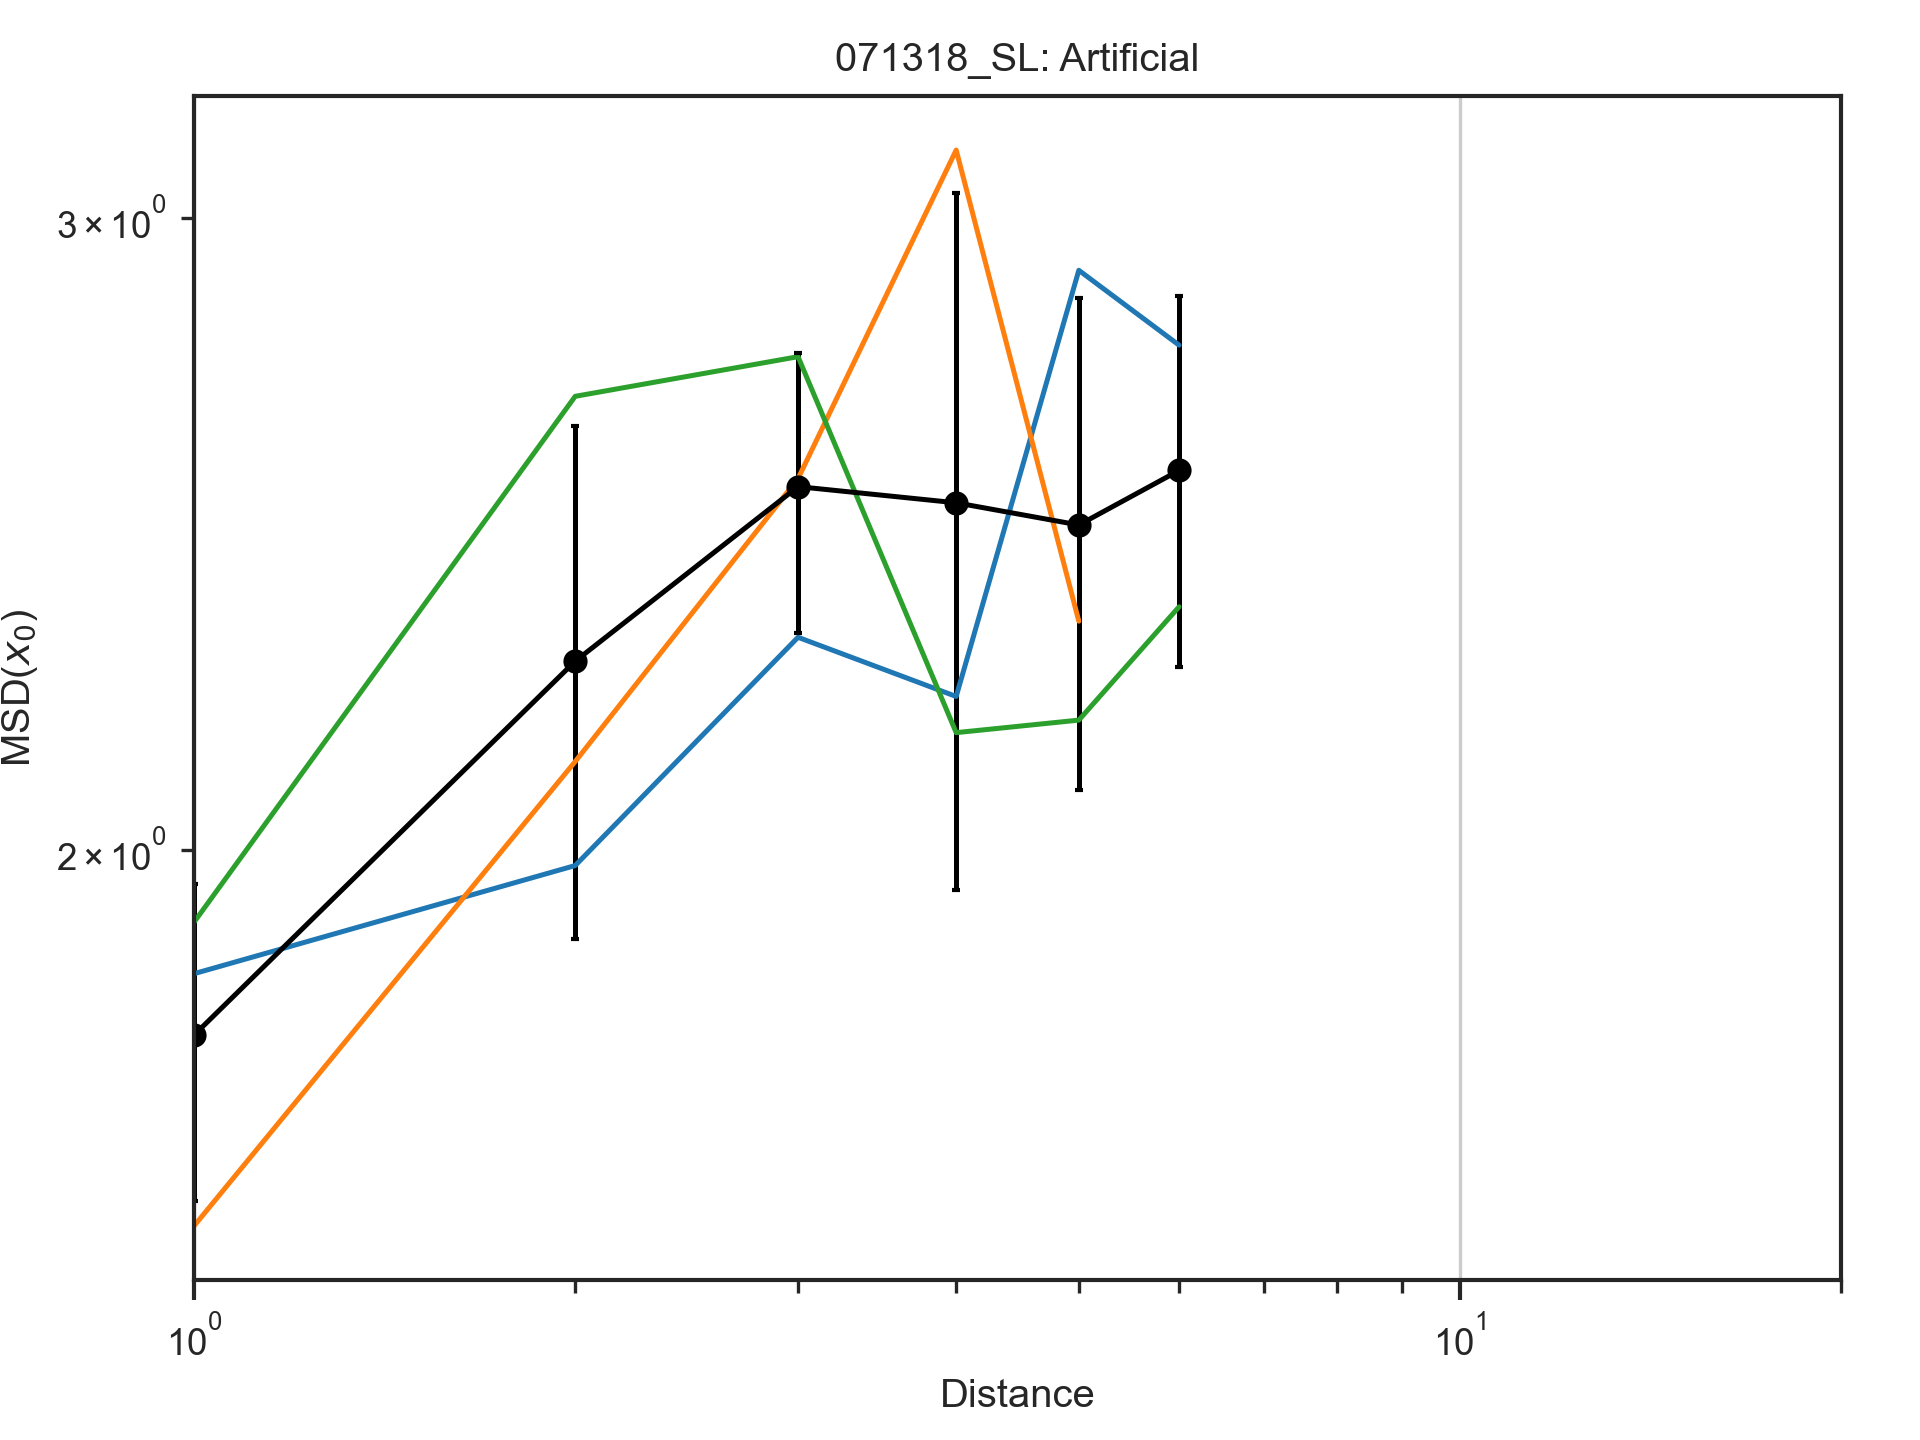 071318_SL: Artificial
3 × 10⁰
2 × 10⁰
MSD(x₀)
10⁰
10¹
Distance